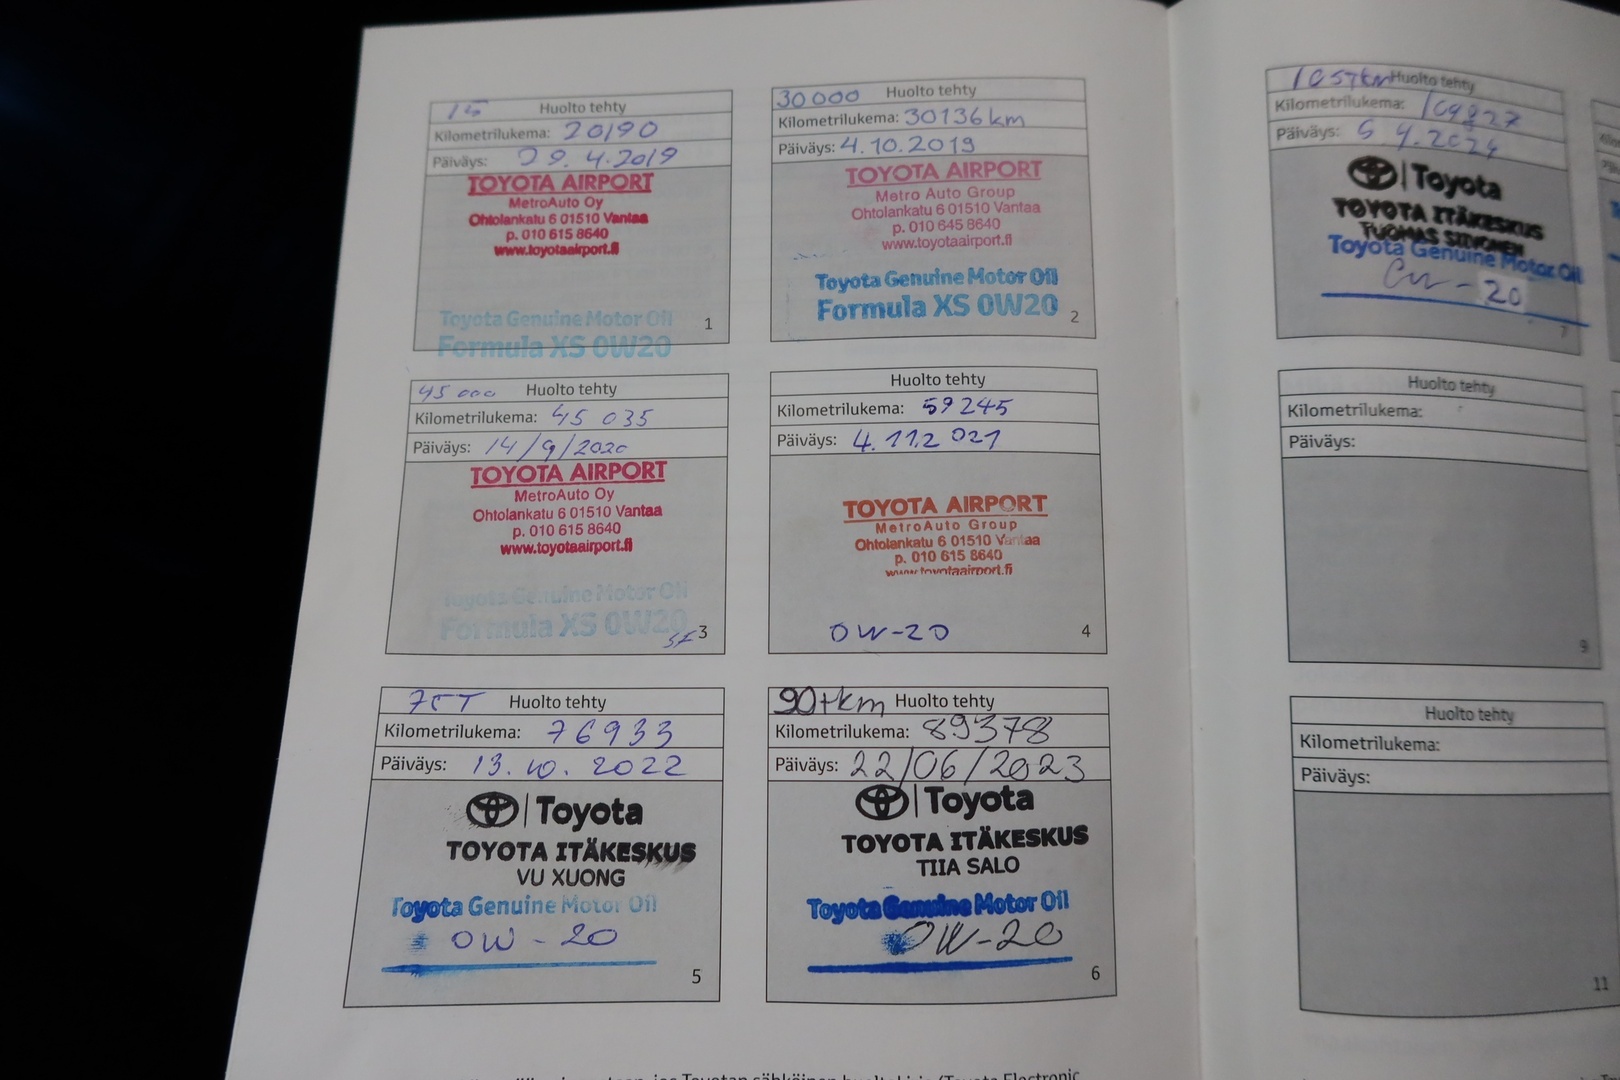 15 Huolto tehty
Kilometrilukema: 20190
Päiväys: 29.4.2019
TOYOTA AIRPORT
MetroAuto Oy
Ohtolankatu 6 01510 Vantaa
p. 010 615 8640
www.toyotaairport.fi
Toyota Genuine Motor Oil
Formula XS 0W20
1
30000 Huolto tehty
Kilometrilukema: 30136 km
Päiväys: 4.10.2019
TOYOTA AIRPORT
Metro Auto Group
Ohtolankatu 6 01510 Vantaa
p. 010 645 8640
www.toyotaairport.fi
Toyota Genuine Motor Oil
Formula XS 0W20
2
45 000 Huolto tehty
Kilometrilukema: 45 035
Päiväys: 14/9/2020
TOYOTA AIRPORT
MetroAuto Oy
Ohtolankatu 6 01510 Vantaa
p. 010 615 8640
www.toyotaairport.fi
Toyota Genuine Motor Oil
Formula XS 0W20
3
Huolto tehty
Kilometrilukema: 59245
Päiväys: 4.11.2021
TOYOTA AIRPORT
MetroAuto Group
Ohtolankatu 6 01510 Vantaa
p. 010 615 8640
www.toyotaairport.fi
0W-20
4
75T Huolto tehty
Kilometrilukema: 76933
Päiväys: 13.10.2022
Toyota
TOYOTA ITÄKESKUS
VU XUONG
Toyota Genuine Motor Oil
0W-20
5
90tkm Huolto tehty
Kilometrilukema: 89378
Päiväys: 22/06/2023
Toyota
TOYOTA ITÄKESKUS
TIIA SALO
Toyota Genuine Motor Oil
0W-20
6
105tkm Huolto tehty
Kilometrilukema: 109827
Päiväys: 5 4.2024
Toyota
TOYOTA ITÄKESKUS
TUOMAS
Toyota Genuine Motor Oil
0W-20
7
Huolto tehty
Kilometrilukema:
Päiväys:
9
Huolto tehty
Kilometrilukema:
Päiväys:
11